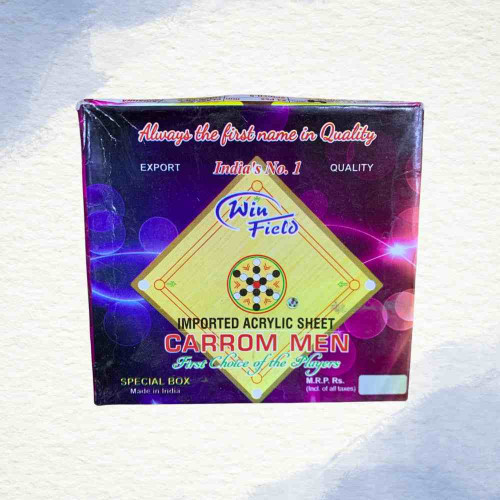 Always the first name in Quality
EXPORT India's No. 1 QUALITY
Win
Field
IMPORTED ACRYLIC SHEET
CARROM MEN
First Choice of the Players
SPECIAL BOX
Made in India
M.R.P. Rs.
(Incl. of all taxes)